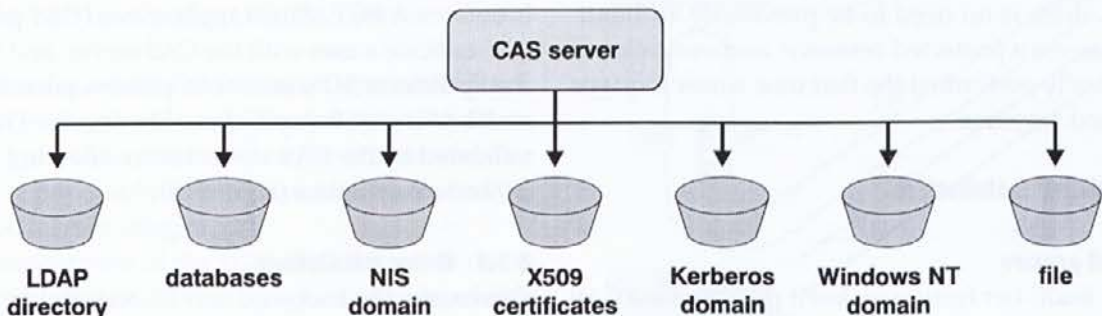 CAS server
LDAP
directory
databases
NIS
domain
X509
certificates
Kerberos
domain
Windows NT
domain
file